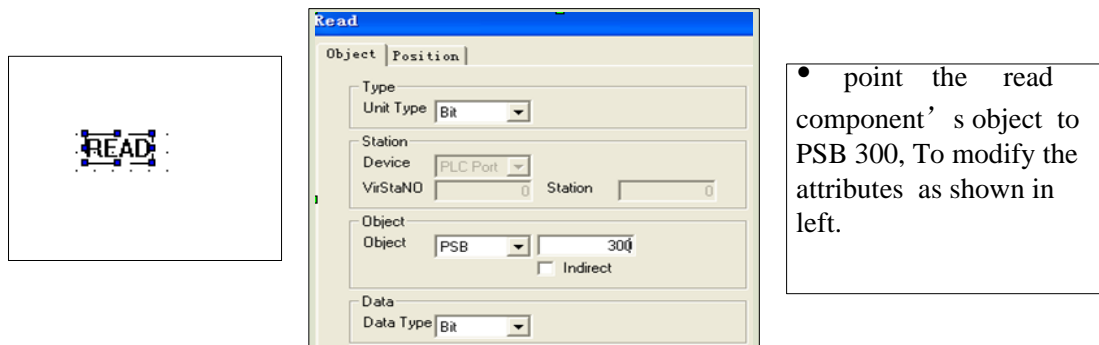 READ
Read
Object Position
Type
Unit Type Bit
Station
Device PLC Port
VirStaNO 0 Station 0
Object
Object PSB 300
Indirect
Data
Data Type Bit
• point the read
component’s object to
PSB 300, To modify the
attributes as shown in
left.